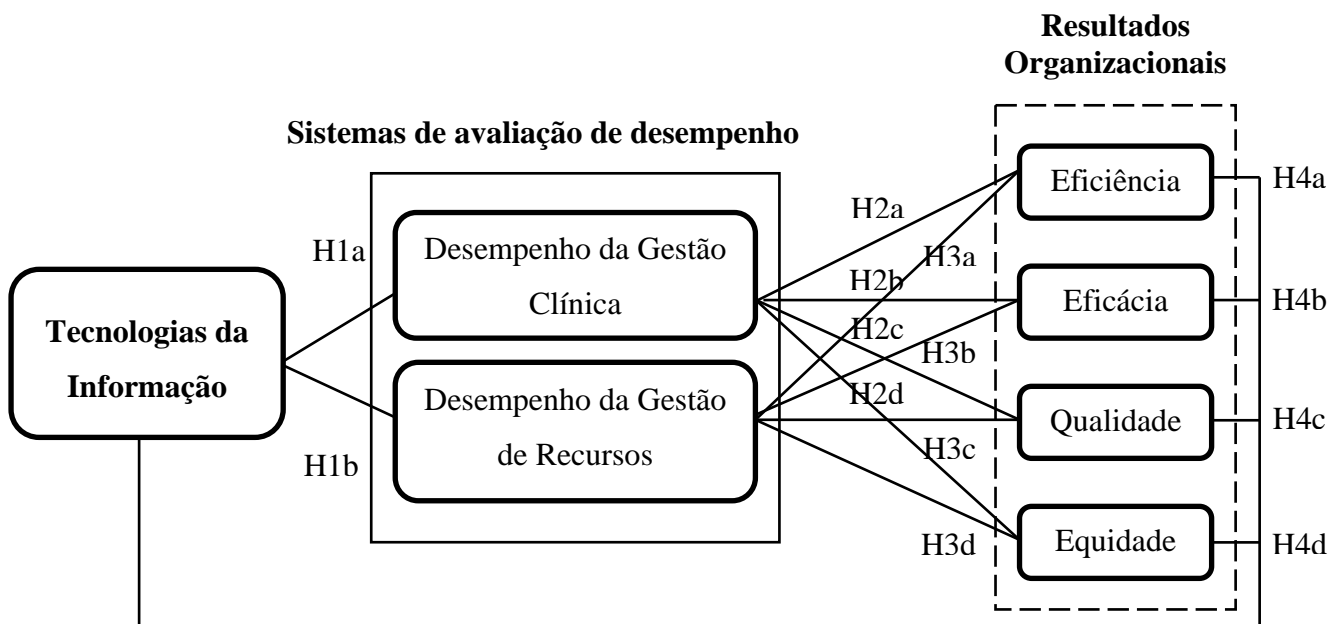 Resultados
Organizacionais
Sistemas de avaliação de desempenho
Eficiência
H4a
H2a
H1a
Desempenho da Gestão
Clínica
H3a
H2b
Eficácia
H4b
Tecnologias da
Informação
H2c
H3b
Desempenho da Gestão
de Recursos
H2d
Qualidade
H4c
H1b
H3c
H3d
Equidade
H4d